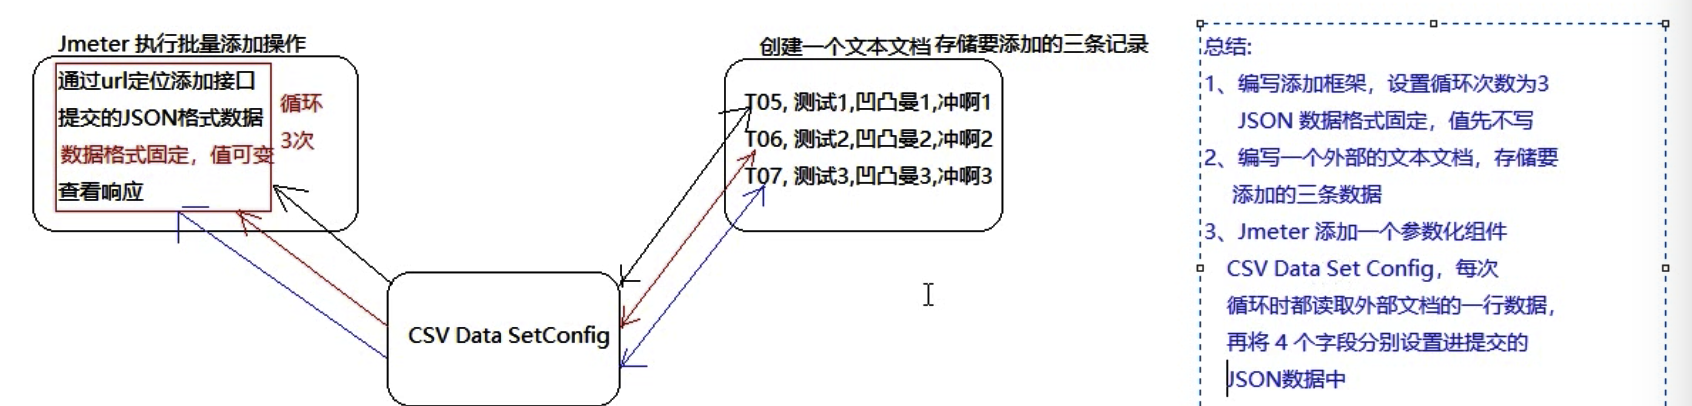 Jmeter 执行批量添加操作
通过url定位添加接口
提交的JSON格式数据
数据格式固定，值可变
查看响应
循环
3次
CSV Data SetConfig
创建一个文本文档 存储要添加的三条记录
T05, 测试1,凹凸曼1,冲啊1
T06, 测试2,凹凸曼2,冲啊2
T07, 测试3,凹凸曼3,冲啊3
总结:
1、编写添加框架，设置循环次数为3
JSON 数据格式固定，值先不写
2、编写一个外部的文本文档，存储要
添加的三条数据
3、Jmeter 添加一个参数化组件
CSV Data Set Config，每次
循环时都读取外部文档的一行数据，
再将 4 个字段分别设置进提交的
JSON数据中